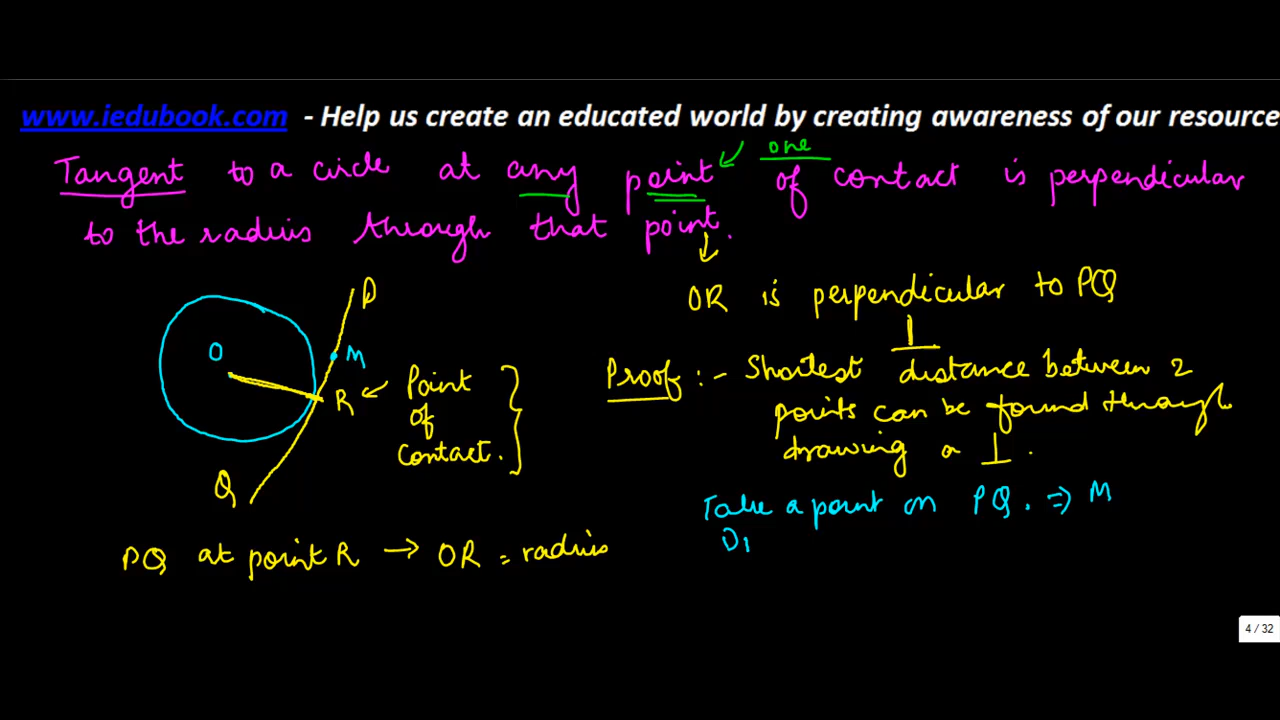 www.iedubook.com - Help us create an educated world by creating awareness of our resource
one
Tangent to a circle at any point of contact is perpendicular
to the radius through that point.
P
OR is perpendicular to PQ
O
M
⊥
Proof :- Shortest distance between 2
R ← Point
of
contact.
points can be found through
drawing a ⊥ .
Q
Take a point on PQ. ⇒ M
PQ at point R → OR = radius
4 / 32